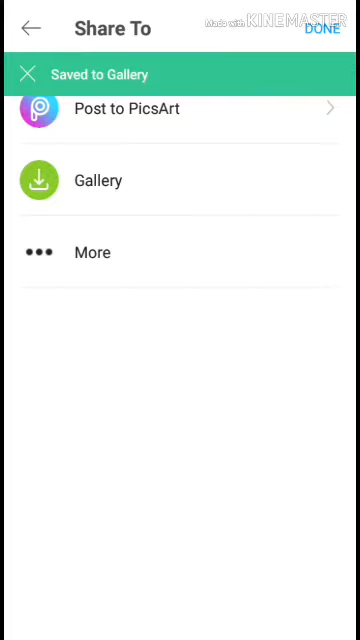 Share To
Made with KINEMASTER
DONE
Saved to Gallery
Post to PicsArt
Gallery
More